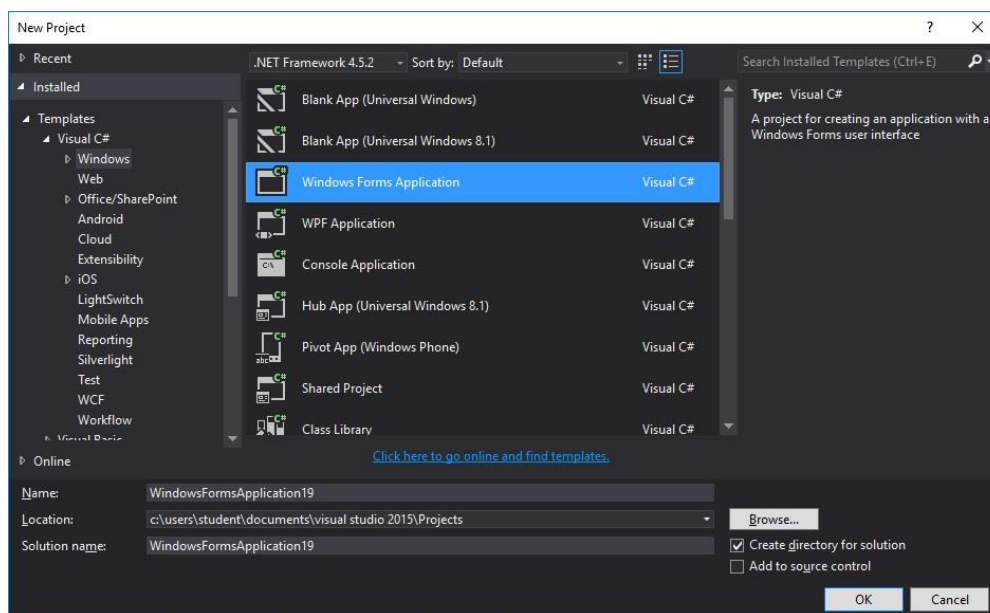 New Project
? X
Recent
.NET Framework 4.5.2 Sort by: Default
Search Installed Templates (Ctrl+E)
Installed
Templates
Visual C#
Windows
Web
Office/SharePoint
Android
Cloud
Extensibility
iOS
LightSwitch
Mobile Apps
Reporting
Silverlight
Test
WCF
Workflow
Visual Basic
Online
Blank App (Universal Windows) Visual C#
Blank App (Universal Windows 8.1) Visual C#
Windows Forms Application Visual C#
WPF Application Visual C#
Console Application Visual C#
Hub App (Universal Windows 8.1) Visual C#
Pivot App (Windows Phone) Visual C#
Shared Project Visual C#
Class Library Visual C#
Click here to go online and find templates.
Type: Visual C#
A project for creating an application with a
Windows Forms user interface
Name: WindowsFormsApplication19
Location: c:\users\student\documents\visual studio 2015\Projects
Browse...
Solution name: WindowsFormsApplication19
Create directory for solution
Add to source control
OK Cancel